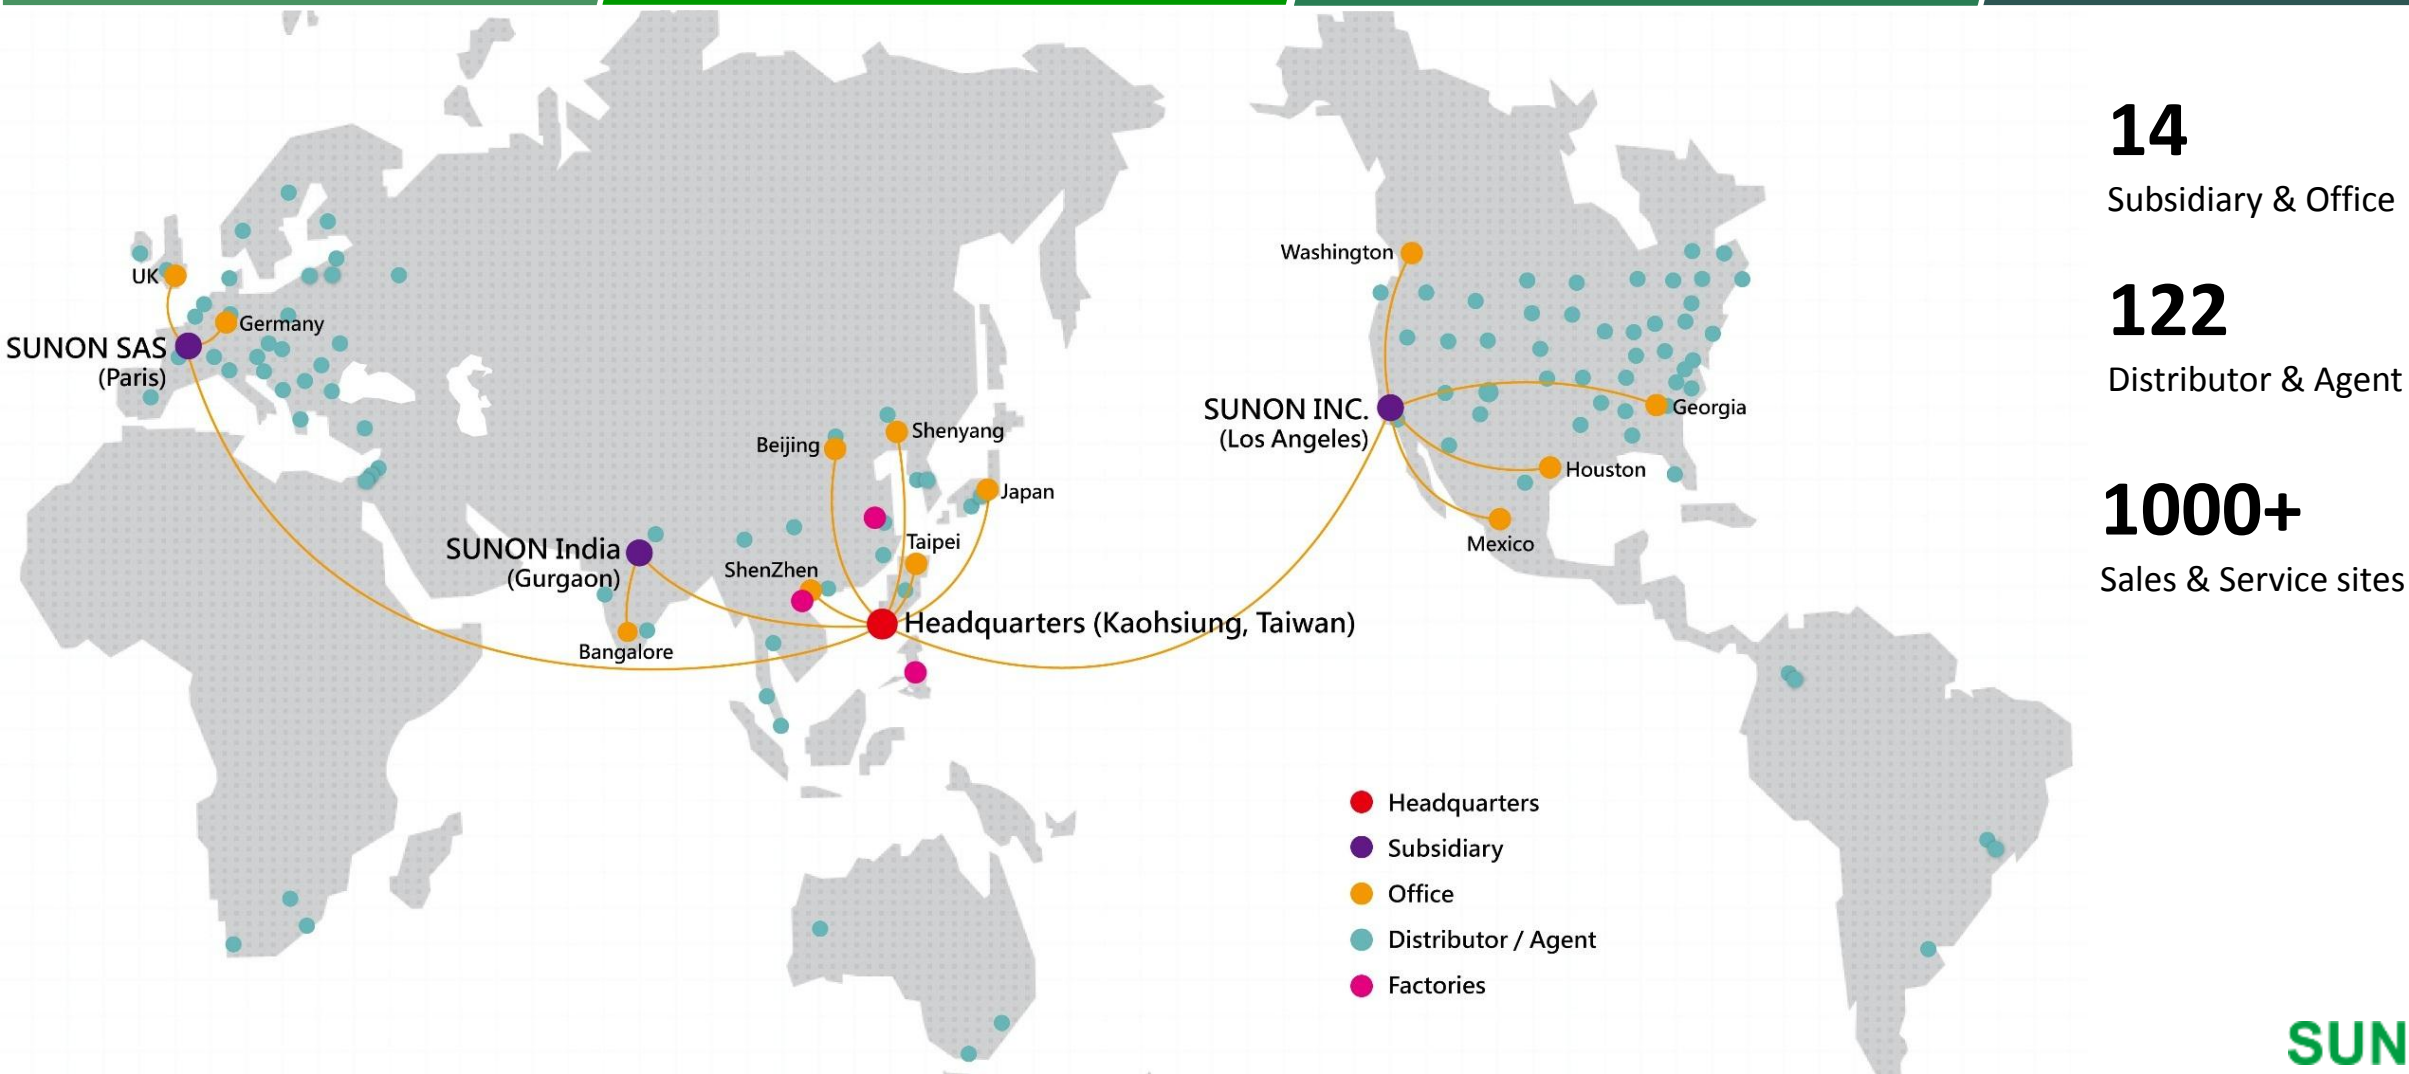 14
Subsidiary & Office
122
Distributor & Agent
1000+
Sales & Service sites
UK
Germany
SUNON SAS
(Paris)
Beijing
Shenyang
Japan
Taipei
ShenZhen
SUNON India
(Gurgaon)
Bangalore
Headquarters (Kaohsiung, Taiwan)
Washington
SUNON INC.
(Los Angeles)
Georgia
Houston
Mexico
Headquarters
Subsidiary
Office
Distributor / Agent
Factories
SUN